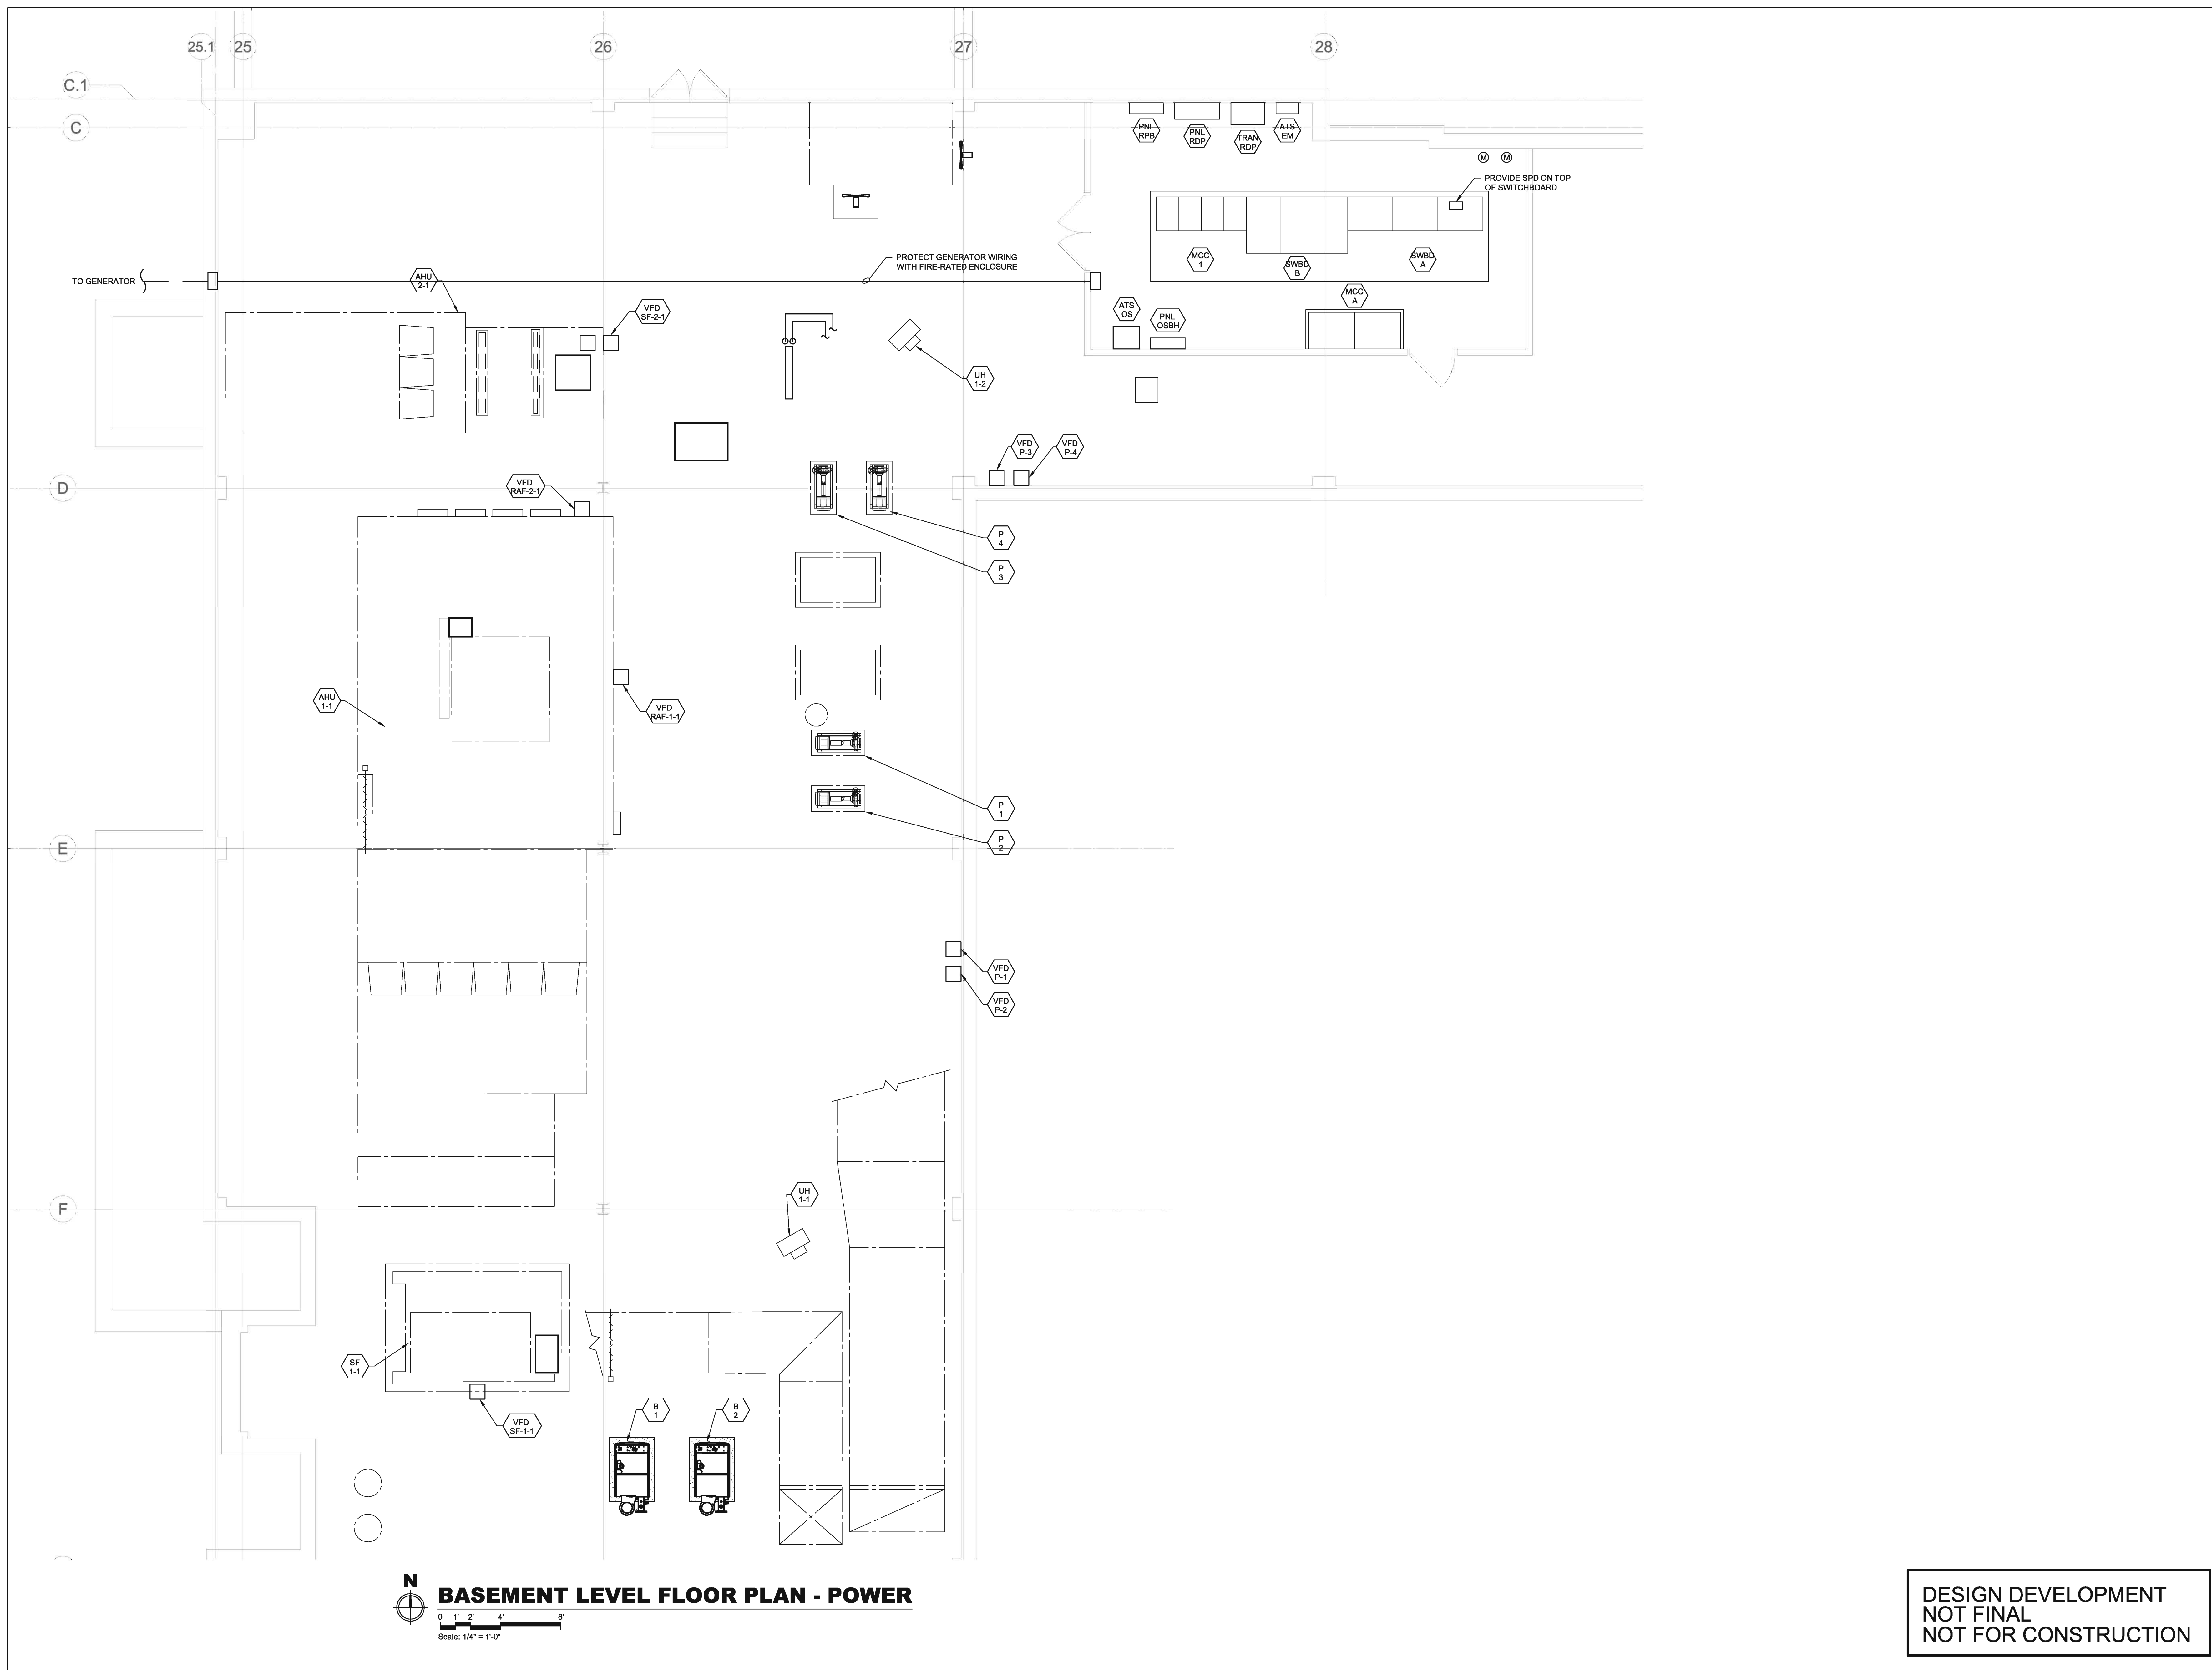 25.1
25
26
27
28
C.1
C
PNL
RPB
PNL
RDP
TRAN
RDP
ATS
EM
M
M
PROVIDE SPD ON TOP
OF SWITCHBOARD
MCC
1
SWBD
B
SWBD
A
PROTECT GENERATOR WIRING
WITH FIRE-RATED ENCLOSURE
TO GENERATOR
AHU
2-1
MCC
A
ATS
OS
PNL
OSBH
VFD
SF-2-1
UH
1-2
VFD
P-3
VFD
P-4
D
VFD
RAF-2-1
P
4
P
3
AHU
1-1
VFD
RAF-1-1
P
1
P
2
E
VFD
P-1
VFD
P-2
UH
1-1
F
SF
1-1
VFD
SF-1-1
B
1
B
2
N
BASEMENT LEVEL FLOOR PLAN - POWER
0 1' 2' 4' 8'
Scale: 1/4" = 1'-0"
DESIGN DEVELOPMENT
NOT FINAL
NOT FOR CONSTRUCTION